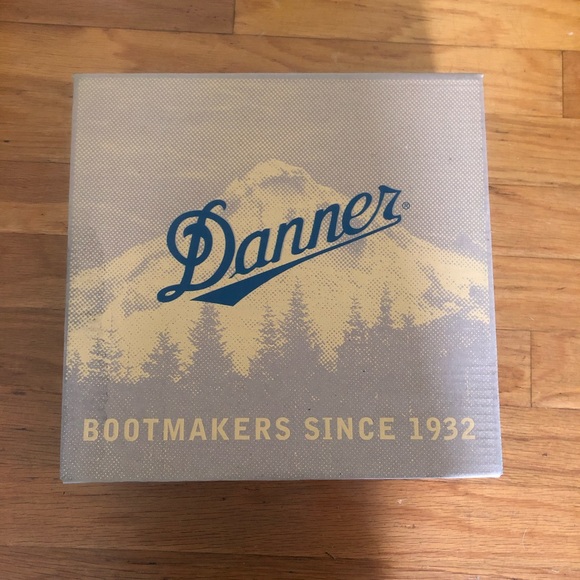 Danner®
BOOTMAKERS SINCE 1932